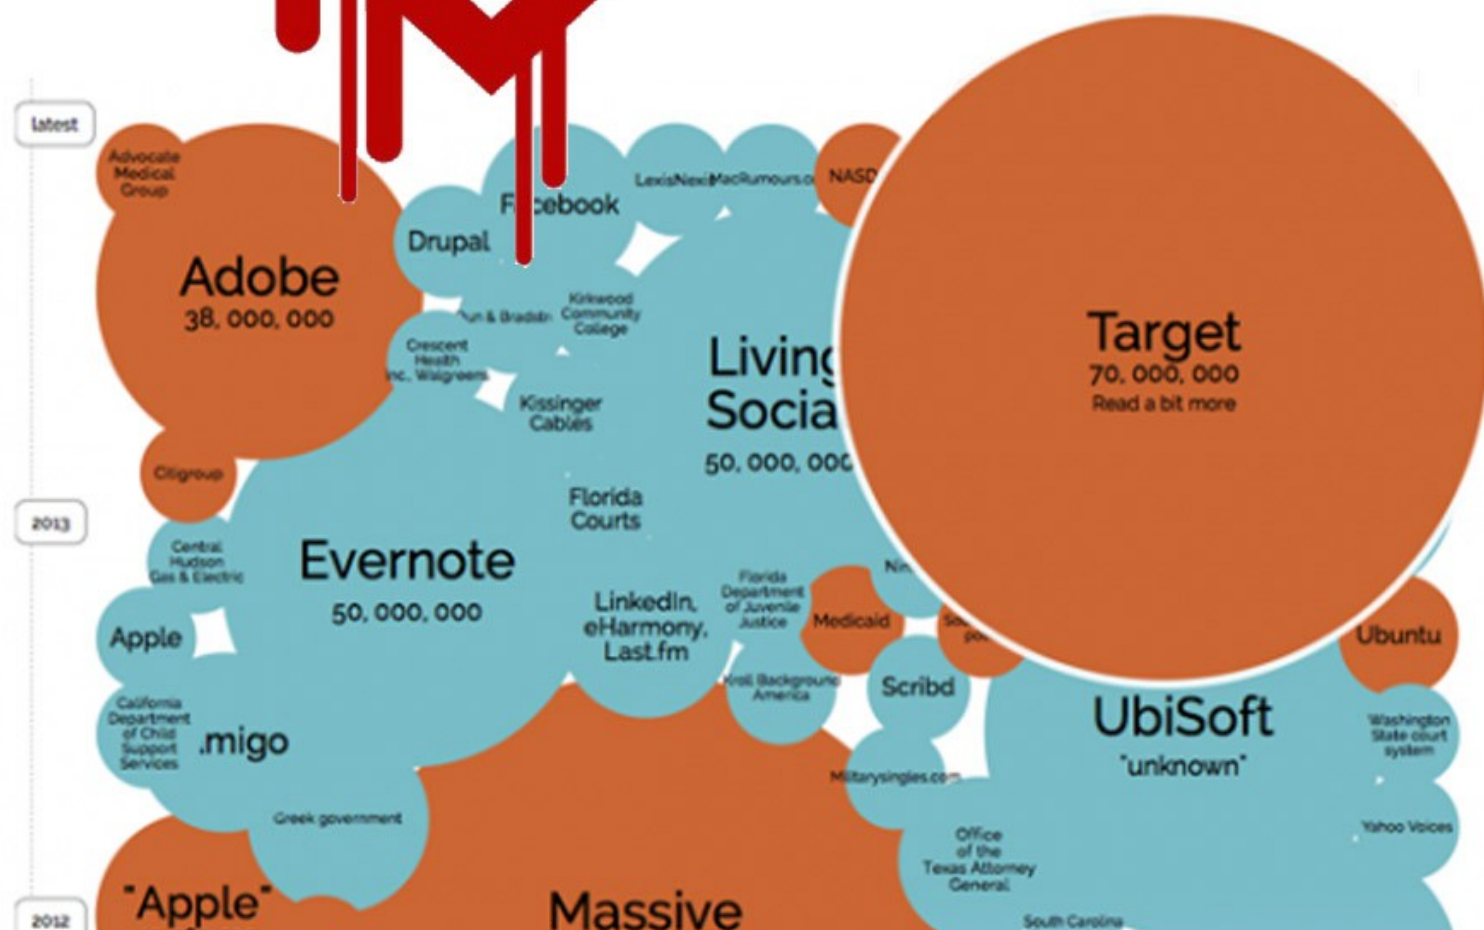 latest
Advocate
Medical
Group
Adobe
38, 000, 000
Drupal
LexisNexis
NASD
Kirkwood
Community
College
Crescent
Health
Inc., Walgreens
Kissinger
Cables
Living
Socia
50, 000, 000
Target
70, 000, 000
Read a bit more
Citigroup
2013
Florida
Courts
Central
Hudson
Gas & Electric
Evernote
50, 000, 000
LinkedIn,
eHarmony,
Last.fm
Florida
Department
of Juvenile
Justice
Medicaid
Nin
Ubuntu
Apple
Kroll Background
America
Scribd
California
Department
of Child
Support
Services
.migo
UbiSoft
"unknown"
Washington
State court
system
Militarysingles.com
Greek government
Yahoo Voices
Office
of the
Texas Attorney
General
"Apple"
Massive
2012
South Carolina